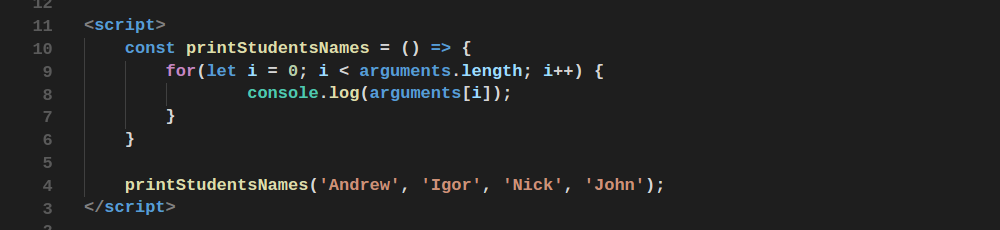 12
11 <script>
10 const printStudentsNames = () => {
9 for(let i = 0; i < arguments.length; i++) {
8 console.log(arguments[i]);
7 }
6 }
5
4 printStudentsNames('Andrew', 'Igor', 'Nick', 'John');
3 </script>
2